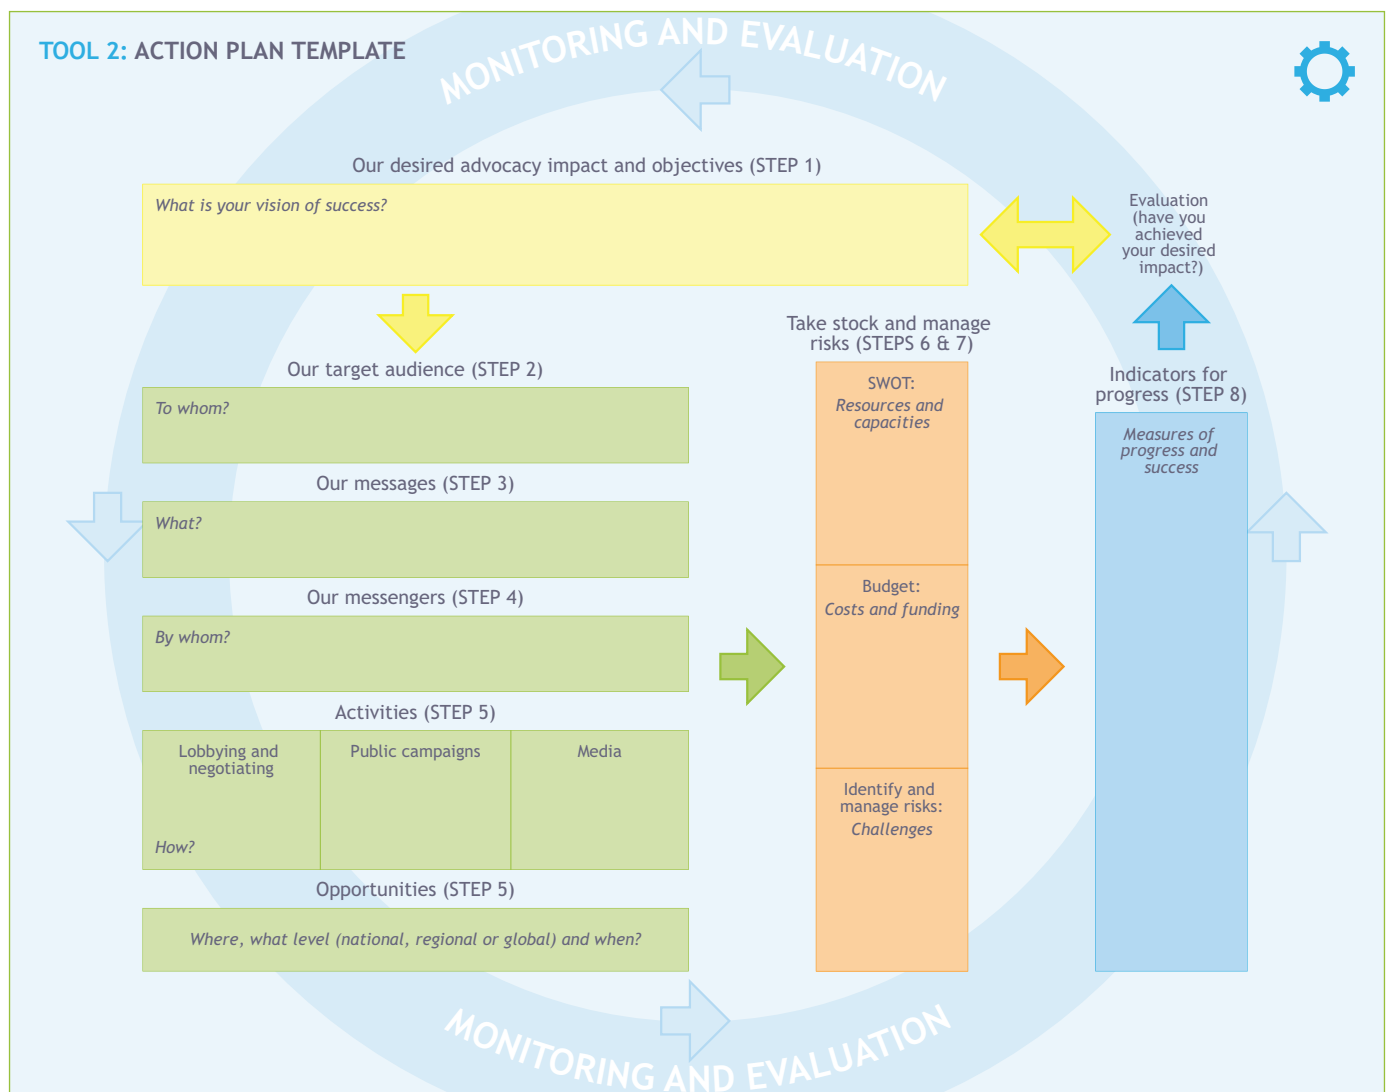 MONITORING AND EVALUATION
TOOL 2: ACTION PLAN TEMPLATE
Our desired advocacy impact and objectives (STEP 1)
What is your vision of success?
Evaluation
(have you
achieved
your desired
impact?)
Our target audience (STEP 2)
To whom?
Our messages (STEP 3)
What?
Our messengers (STEP 4)
By whom?
Activities (STEP 5)
Lobbying and
negotiating
How?
Public campaigns
Media
Opportunities (STEP 5)
Where, what level (national, regional or global) and when?
Take stock and manage
risks (STEPS 6 & 7)
SWOT:
Resources and
capacities
Budget:
Costs and funding
Identify and
manage risks:
Challenges
Indicators for
progress (STEP 8)
Measures of
progress and
success
MONITORING AND EVALUATION